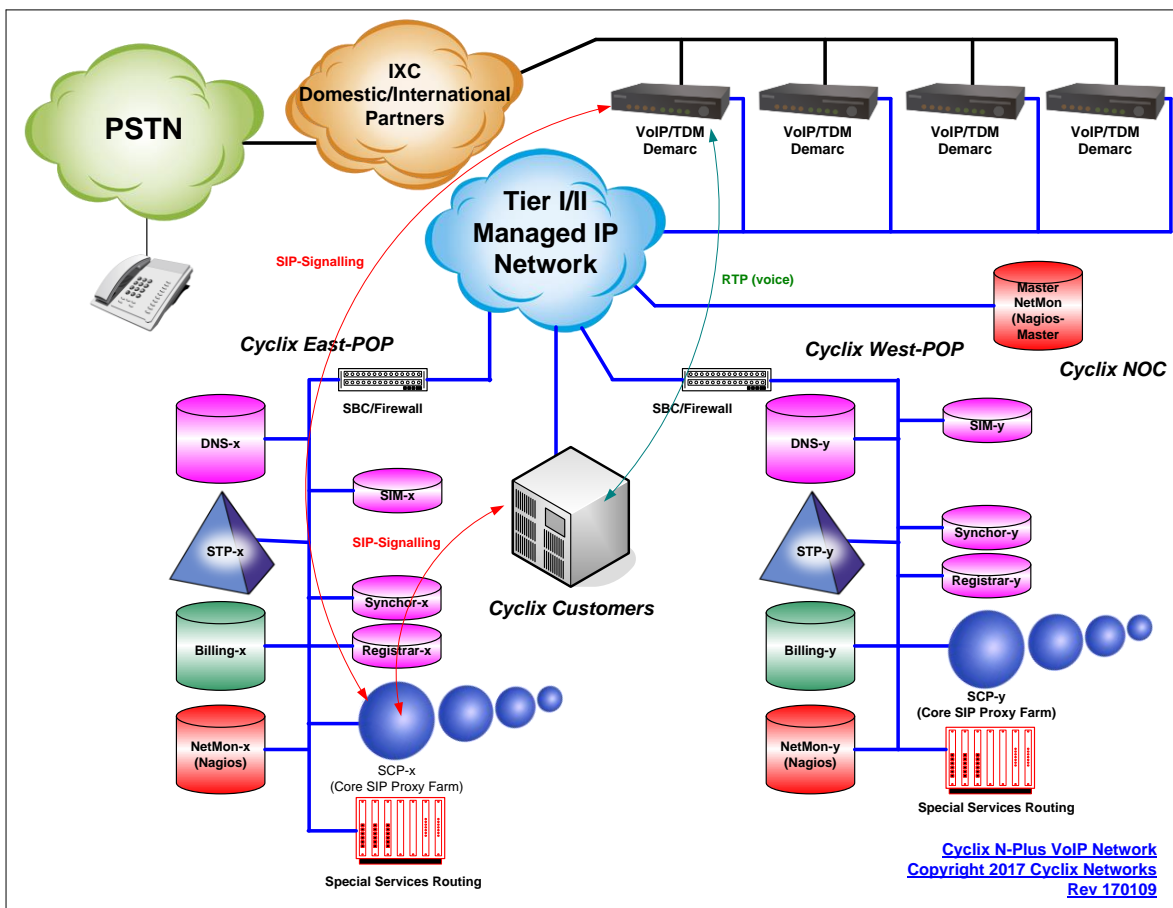 PSTN
IXC
Domestic/International
Partners
VoIP/TDM
Demarc
VoIP/TDM
Demarc
VoIP/TDM
Demarc
VoIP/TDM
Demarc
Tier I/II
Managed IP
Network
SIP-Signalling
RTP (voice)
Master
NetMon
(Nagios-
Master
Cyclix East-POP
Cyclix West-POP
Cyclix NOC
SBC/Firewall
SBC/Firewall
DNS-x
SIM-x
STP-x
SIP-Signalling
Synchor-x
Cyclix Customers
Billing-x
Registrar-x
NetMon-x
(Nagios)
SCP-x
(Core SIP Proxy Farm)
Special Services Routing
DNS-y
SIM-y
STP-y
Synchor-y
Registrar-y
Billing-y
SCP-y
(Core SIP Proxy Farm)
NetMon-y
(Nagios)
Special Services Routing
Cyclix N-Plus VoIP Network
Copyright 2017 Cyclix Networks
Rev 170109